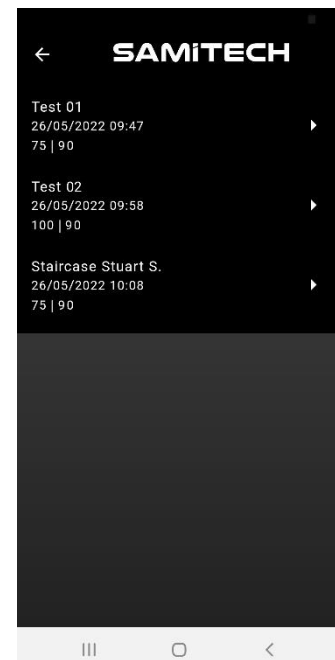 SAMiTECH
Test 01
26/05/2022 09:47
75 | 90
Test 02
26/05/2022 09:58
100 | 90
Staircase Stuart S.
26/05/2022 10:08
75 | 90